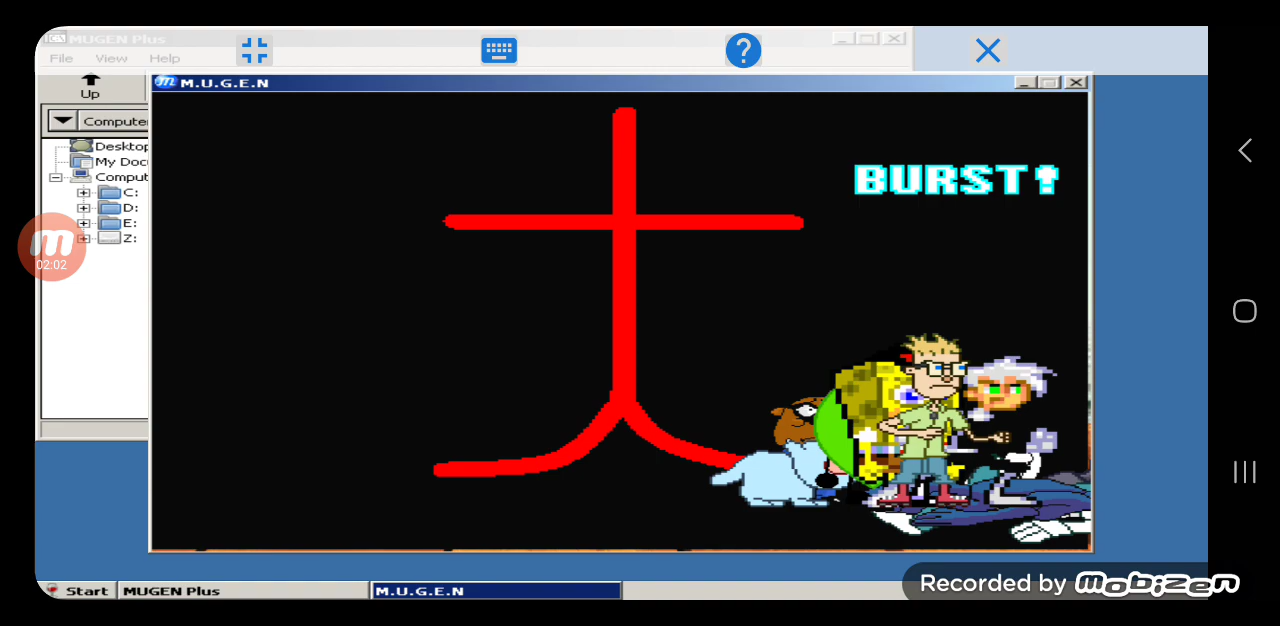 MUGEN Plus
File View Help
Up
M.U.G.E.N
Compute
Desktop
My Doc
Comput
C:
D:
E:
Z:
02:02
大
BURST!
Start MUGEN Plus M.U.G.E.N
Recorded by mobizen